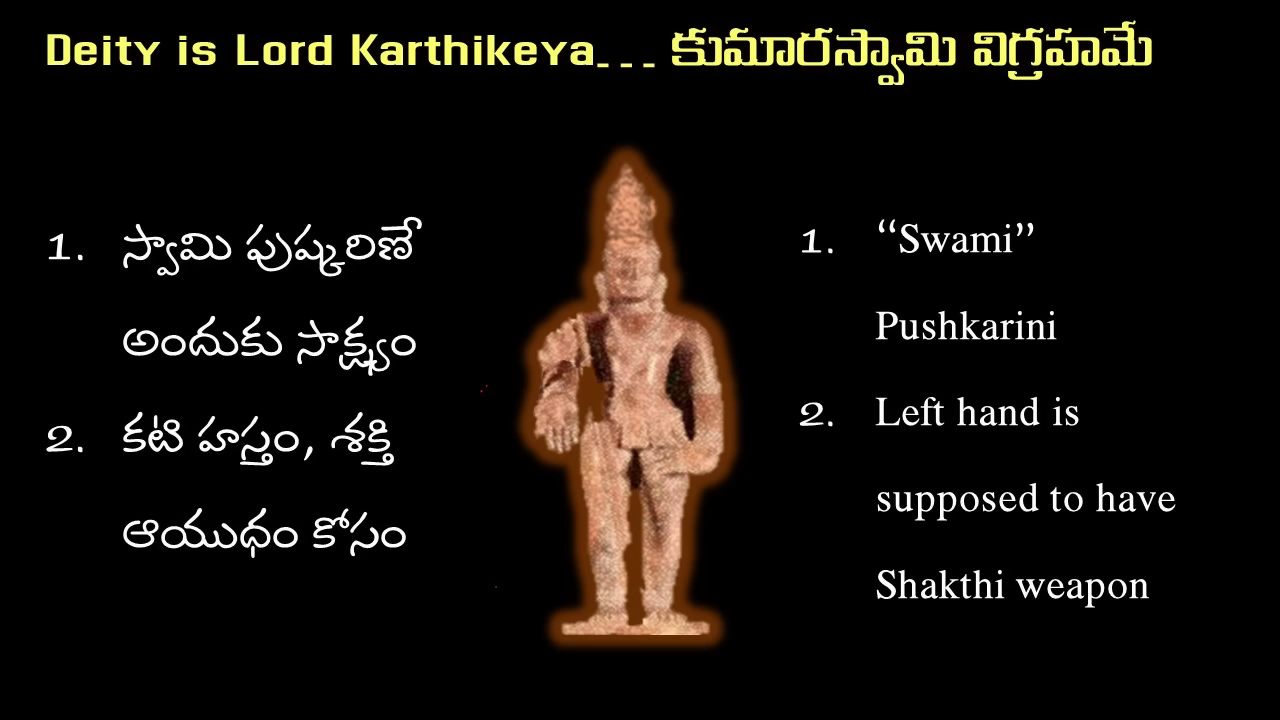 Deity is Lord Karthikeya... కుమారస్వామి విగ్రహమే
1. స్వామి పుష్కరిణే
అందుకు సాక్ష్యం
2. కటి హస్తం, శక్తి
ఆయుధం కోసం
1. “Swami”
Pushkarini
2. Left hand is
supposed to have
Shakthi weapon